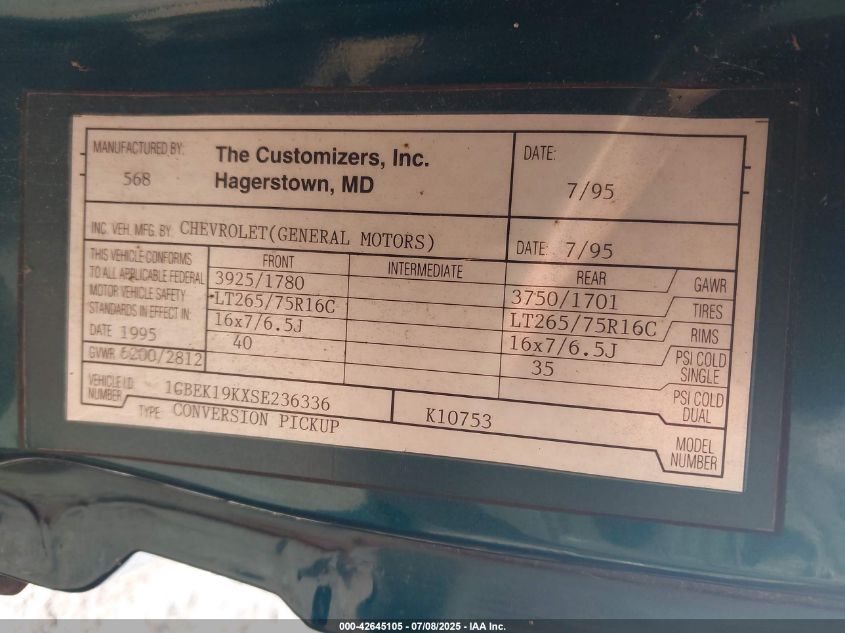 MANUFACTURED BY:
568
The Customizers, Inc.
Hagerstown, MD
DATE:
7/95
INC. VEH. MFG. BY: CHEVROLET(GENERAL MOTORS)
DATE: 7/95
THIS VEHICLE CONFORMS
TO ALL APPLICABLE FEDERAL
MOTOR VEHICLE SAFETY
STANDARDS IN EFFECT IN:
DATE 1995
GVWR 6200/2812
FRONT
INTERMEDIATE
REAR
GAWR
3925/1780
3750/1701
TIRES
LT265/75R16C
LT265/75R16C
RIMS
16x7/6.5J
16x7/6.5J
PSI COLD
SINGLE
40
35
PSI COLD
DUAL
VEHICLE I.D.
NUMBER
1GBEK19KXSE236336
K10753
MODEL
NUMBER
TYPE: CONVERSION PICKUP
000-42645105 - 07/08/2025 - IAA Inc.